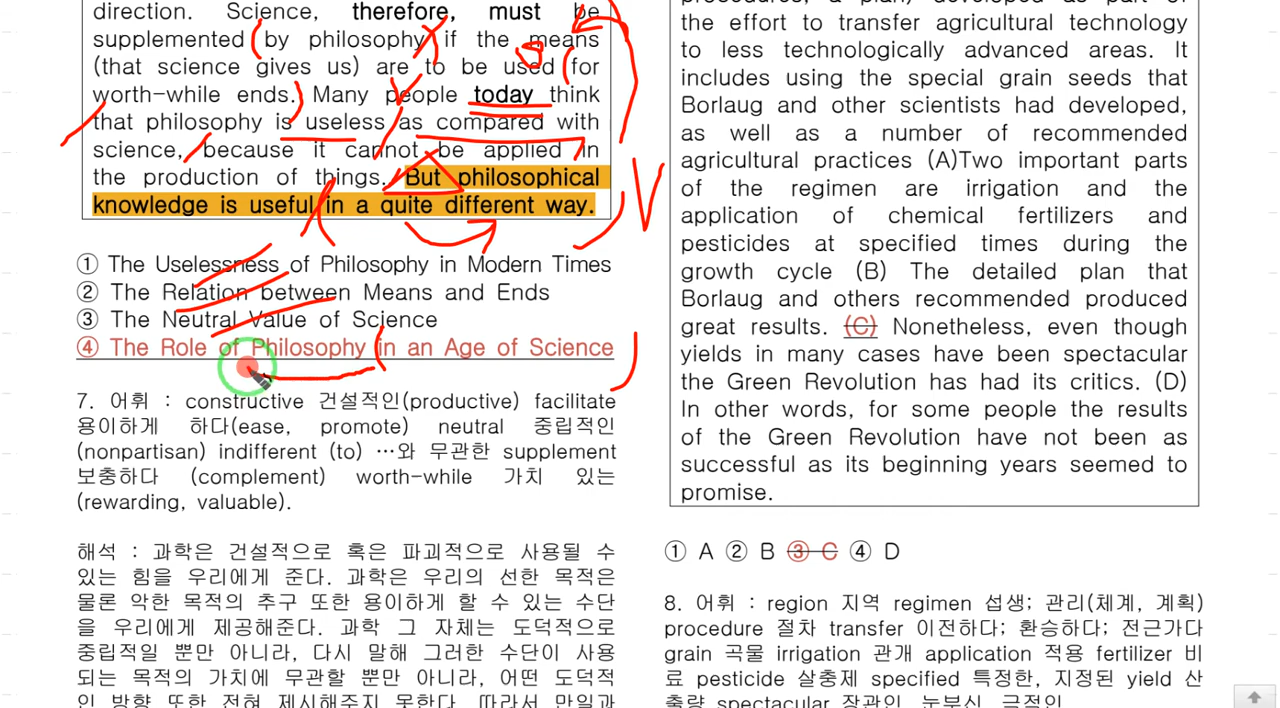 direction. Science, therefore, must be
supplemented by philosophy if the means
(that science gives us) are to be used for
worth-while ends. Many people today think
that philosophy is useless as compared with
science, because it cannot be applied in
the production of things. But philosophical
knowledge is useful in a quite different way.
① The Uselessness of Philosophy in Modern Times
② The Relation between Means and Ends
③ The Neutral Value of Science
④ The Role of Philosophy in an Age of Science
7. 어휘 : constructive 건설적인(productive) facilitate
용이하게 하다(ease, promote) neutral 중립적인
(nonpartisan) indifferent (to) …와 무관한 supplement
보충하다 (complement) worth-while 가치 있는
(rewarding, valuable).
해석 : 과학은 건설적으로 혹은 파괴적으로 사용될 수
있는 힘을 우리에게 준다. 과학은 우리의 선한 목적은
물론 악한 목적의 추구 또한 용이하게 할 수 있는 수단
을 우리에게 제공해준다. 과학 그 자체는 도덕적으로
중립적일 뿐만 아니라, 다시 말해 그러한 수단이 사용
되는 목적의 가치에 무관할 뿐만 아니라, 어떤 도덕적
인 방향 또한 전혀 제시해주지 못한다. 따라서 만일과
procedures, a plan) developed as part of
the effort to transfer agricultural technology
to less technologically advanced areas. It
includes using the special grain seeds that
Borlaug and other scientists had developed,
as well as a number of recommended
agricultural practices (A)Two important parts
of the regimen are irrigation and the
application of chemical fertilizers and
pesticides at specified times during the
growth cycle (B) The detailed plan that
Borlaug and others recommended produced
great results. (C) Nonetheless, even though
yields in many cases have been spectacular
the Green Revolution has had its critics. (D)
In other words, for some people the results
of the Green Revolution have not been as
successful as its beginning years seemed to
promise.
① A ② B ③ C ④ D
8. 어휘 : region 지역 regimen 섭생; 관리(체계, 계획)
procedure 절차 transfer 이전하다; 환승하다; 전근가다
grain 곡물 irrigation 관개 application 적용 fertilizer 비
료 pesticide 살충제 specified 특정한, 지정된 yield 산
출량 spectacular 장관인, 눈부신, 극적인